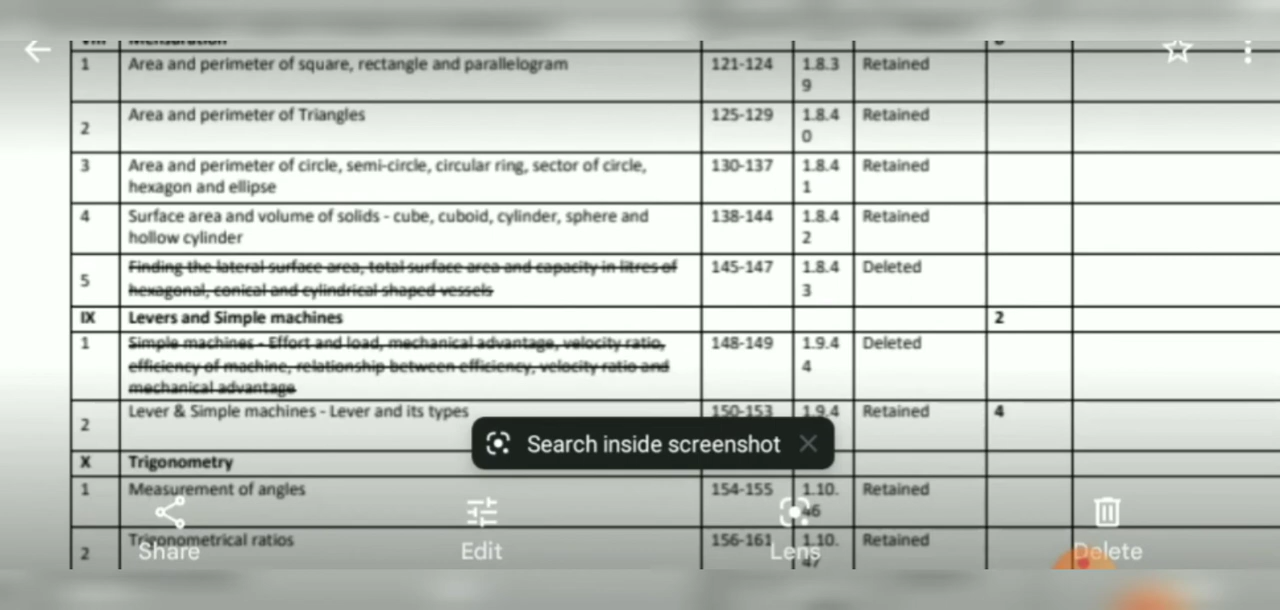 VIII Mensuration 8
1 Area and perimeter of square, rectangle and parallelogram 121-124 1.8.3 Retained
9
Area and perimeter of Triangles 125-129 1.8.4 Retained
2 0
3 Area and perimeter of circle, semi-circle, circular ring, sector of circle, 130-137 1.8.4 Retained
hexagon and ellipse 1
4 Surface area and volume of solids - cube, cuboid, cylinder, sphere and 138-144 1.8.4 Retained
hollow cylinder 2
Finding the lateral surface area, total surface area and capacity in litres of 145-147 1.8.4 Deleted
5 hexagonal, conical and cylindrical shaped vessels 3
IX Levers and Simple machines 2
1 Simple machines - Effort and load, mechanical advantage, velocity ratio, 148-149 1.9.4 Deleted
efficiency of machine, relationship between efficiency, velocity ratio and 4
mechanical advantage
Lever & Simple machines - Lever and its types 150-153 1.9.4 Retained 4
2
Search inside screenshot
X Trigonometry
1 Measurement of angles 154-155 1.10. Retained
46
Trigonometrical ratios 156-161 1.10. Retained
2 47
Share Edit Lens Delete